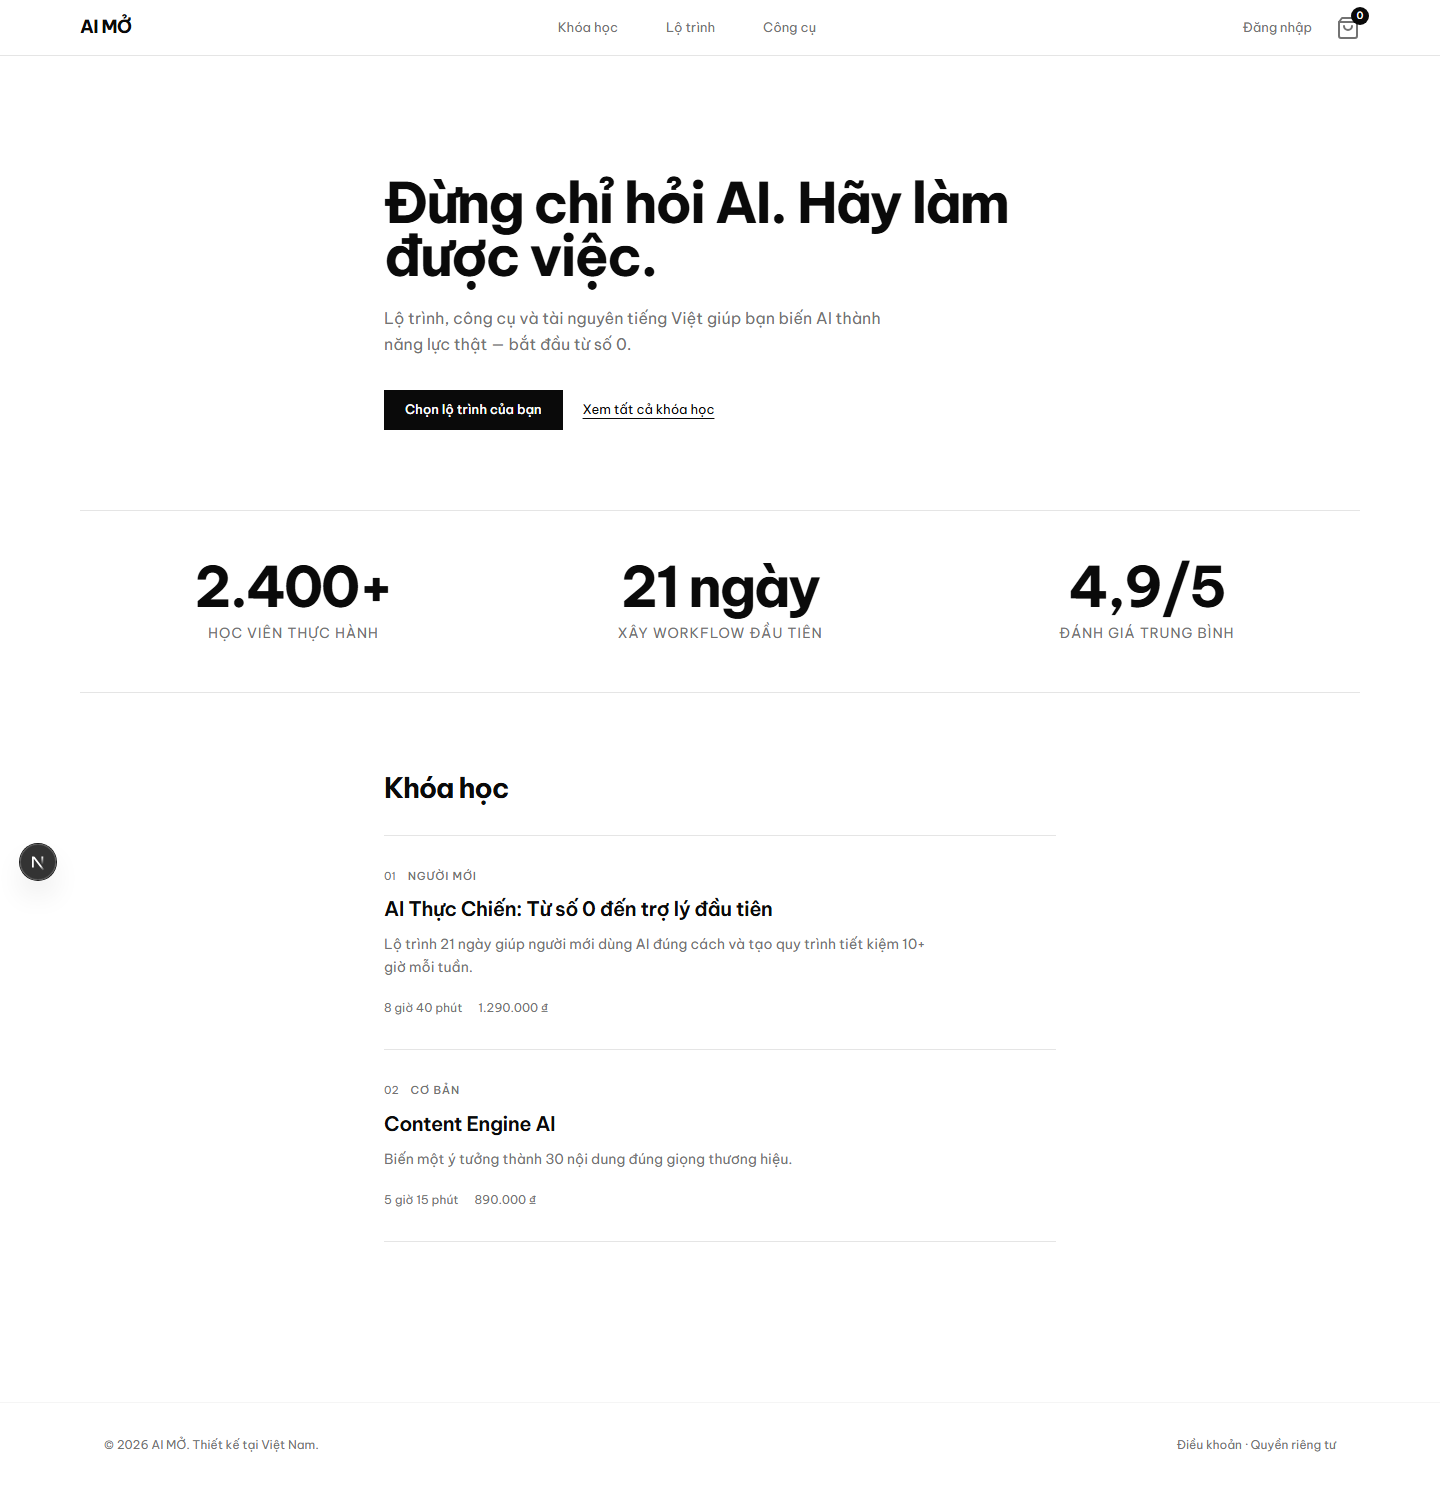 AI MỞ
Khóa học
Lộ trình
Công cụ
Đăng nhập
0
Đừng chỉ hỏi AI. Hãy làm
được việc.
Lộ trình, công cụ và tài nguyên tiếng Việt giúp bạn biến AI thành
năng lực thật — bắt đầu từ số 0.
Chọn lộ trình của bạn
Xem tất cả khóa học
2.400+
HỌC VIÊN THỰC HÀNH
21 ngày
XÂY WORKFLOW ĐẦU TIÊN
4,9/5
ĐÁNH GIÁ TRUNG BÌNH
Khóa học
01 NGƯỜI MỚI
AI Thực Chiến: Từ số 0 đến trợ lý đầu tiên
Lộ trình 21 ngày giúp người mới dùng AI đúng cách và tạo quy trình tiết kiệm 10+
giờ mỗi tuần.
8 giờ 40 phút 1.290.000 ₫
02 CƠ BẢN
Content Engine AI
Biến một ý tưởng thành 30 nội dung đúng giọng thương hiệu.
5 giờ 15 phút 890.000 ₫
N
© 2026 AI MỞ. Thiết kế tại Việt Nam.
Điều khoản · Quyền riêng tư